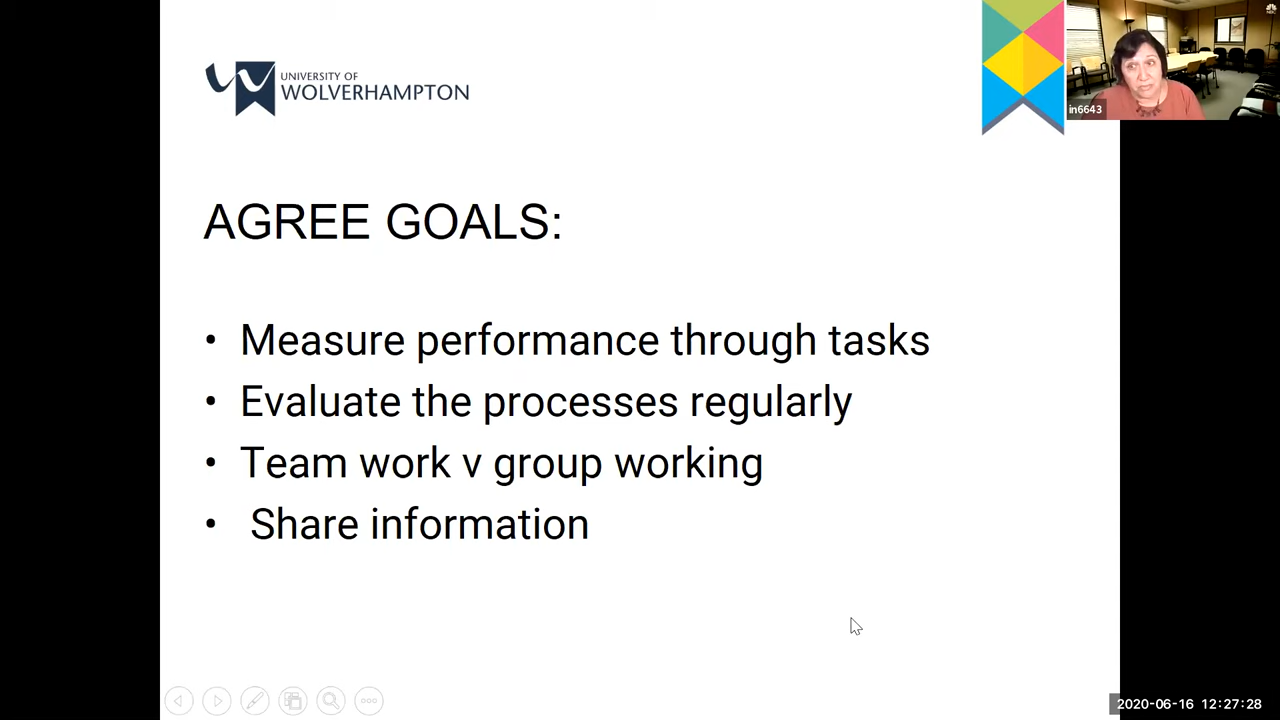 UNIVERSITY OF
WOLVERHAMPTON
in6643
AGREE GOALS:
• Measure performance through tasks
• Evaluate the processes regularly
• Team work v group working
• Share information
2020-06-16 12:27:28